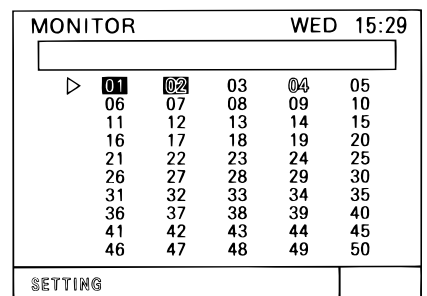 MONITOR WED 15:29
01 02 03 04 05
06 07 08 09 10
11 12 13 14 15
16 17 18 19 20
21 22 23 24 25
26 27 28 29 30
31 32 33 34 35
36 37 38 39 40
41 42 43 44 45
46 47 48 49 50
SETTING